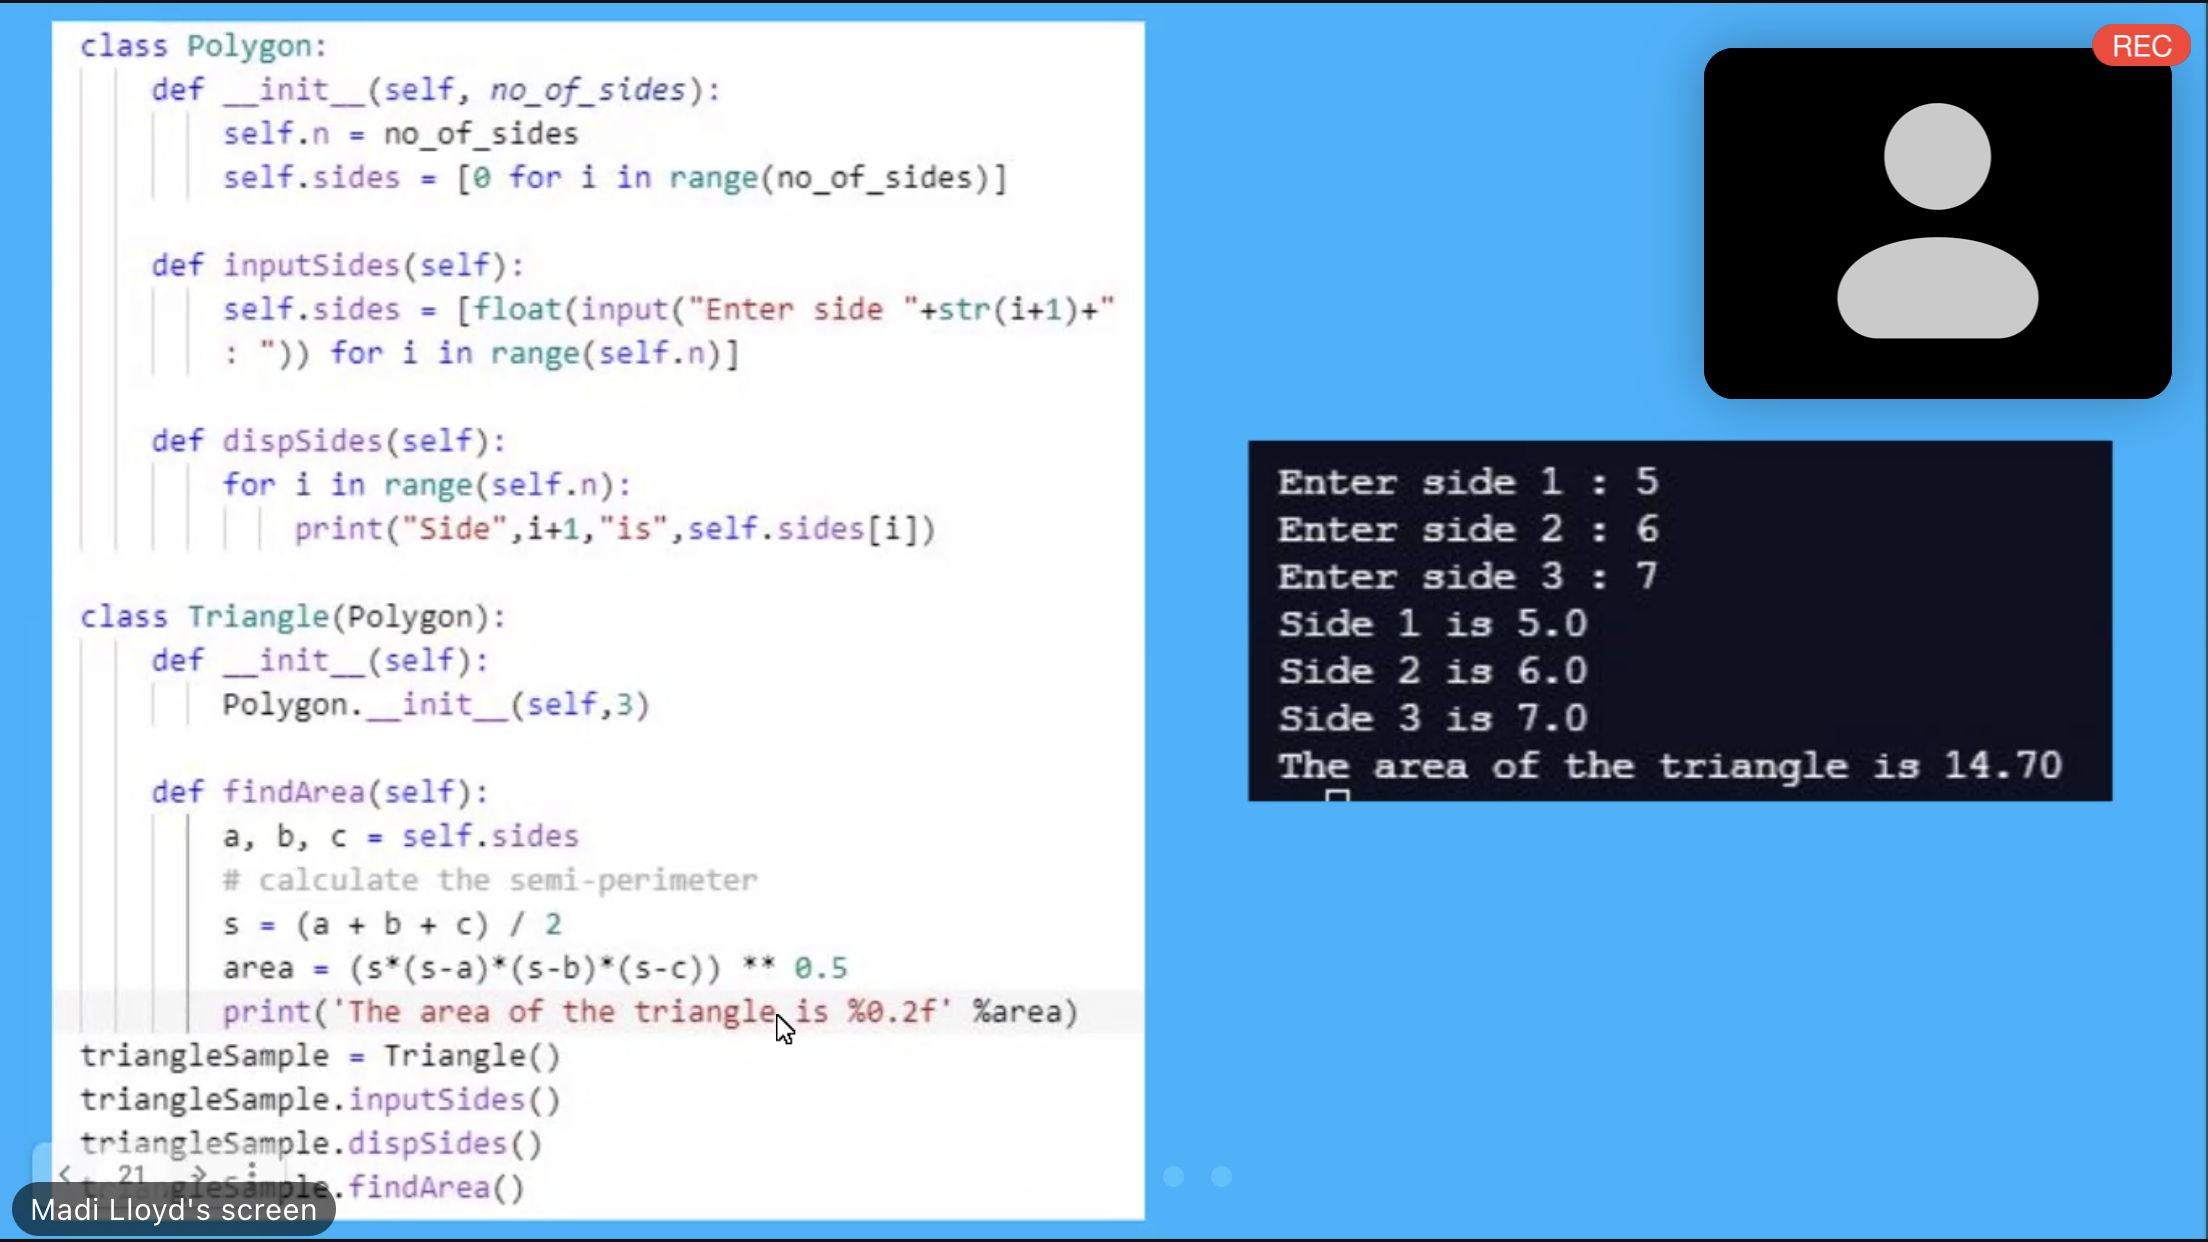 class Polygon:
    def __init__(self, no_of_sides):
        self.n = no_of_sides
        self.sides = [0 for i in range(no_of_sides)]

    def inputSides(self):
        self.sides = [float(input("Enter side "+str(i+1)+"
        : ")) for i in range(self.n)]

    def dispSides(self):
        for i in range(self.n):
            print("Side",i+1,"is",self.sides[i])

class Triangle(Polygon):
    def __init__(self):
        Polygon.__init__(self,3)

    def findArea(self):
        a, b, c = self.sides
        # calculate the semi-perimeter
        s = (a + b + c) / 2
        area = (s*(s-a)*(s-b)*(s-c)) ** 0.5
        print('The area of the triangle is %0.2f' %area)
triangleSample = Triangle()
triangleSample.inputSides()
triangleSample.dispSides()
triangleSample.findArea()
21
Madi Lloyd's screen
REC
Enter side 1 : 5
Enter side 2 : 6
Enter side 3 : 7
Side 1 is 5.0
Side 2 is 6.0
Side 3 is 7.0
The area of the triangle is 14.70